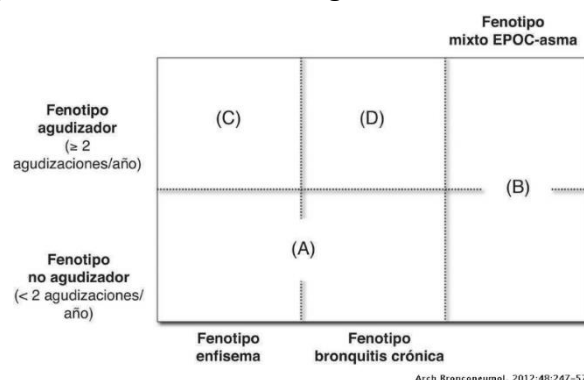 Fenotipo
mixto EPOC-asma
Fenotipo
agudizador
(≥ 2
agudizaciones/año)
(C)
(D)
(B)
Fenotipo
no agudizador
(< 2 agudizaciones/
año)
(A)
Fenotipo
enfisema
Fenotipo
bronquitis crónica
Arch Bronconeumol. 2012;48:247-57